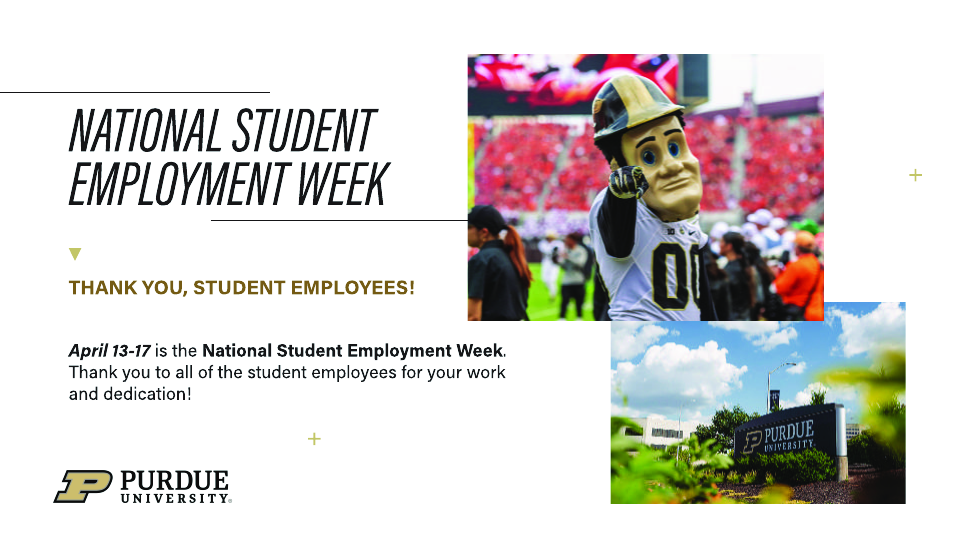 NATIONAL STUDENT
EMPLOYMENT WEEK
THANK YOU, STUDENT EMPLOYEES!
April 13-17 is the National Student Employment Week.
Thank you to all of the student employees for your work
and dedication!
PURDUE
UNIVERSITY®
00
PURDUE
UNIVERSITY